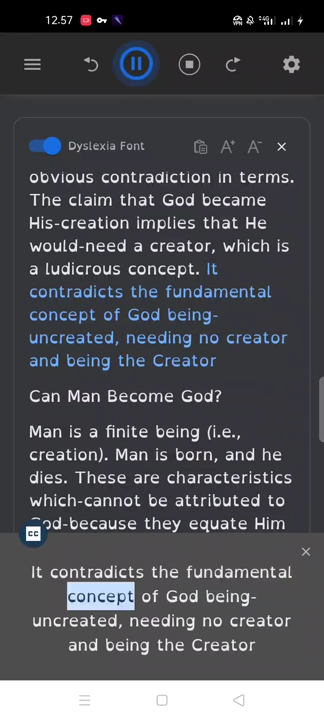 12.57
Dyslexia Font
A+ A-
obvious contradiction in terms.
The claim that God became
His-creation implies that He
would-need a creator, which is
a ludicrous concept. It
contradicts the fundamental
concept of God being-
uncreated, needing no creator
and being the Creator
Can Man Become God?
Man is a finite being (i.e.,
creation). Man is born, and he
dies. These are characteristics
which-cannot be attributed to
God-because they equate Him
CC
It contradicts the fundamental
concept of God being-
uncreated, needing no creator
and being the Creator